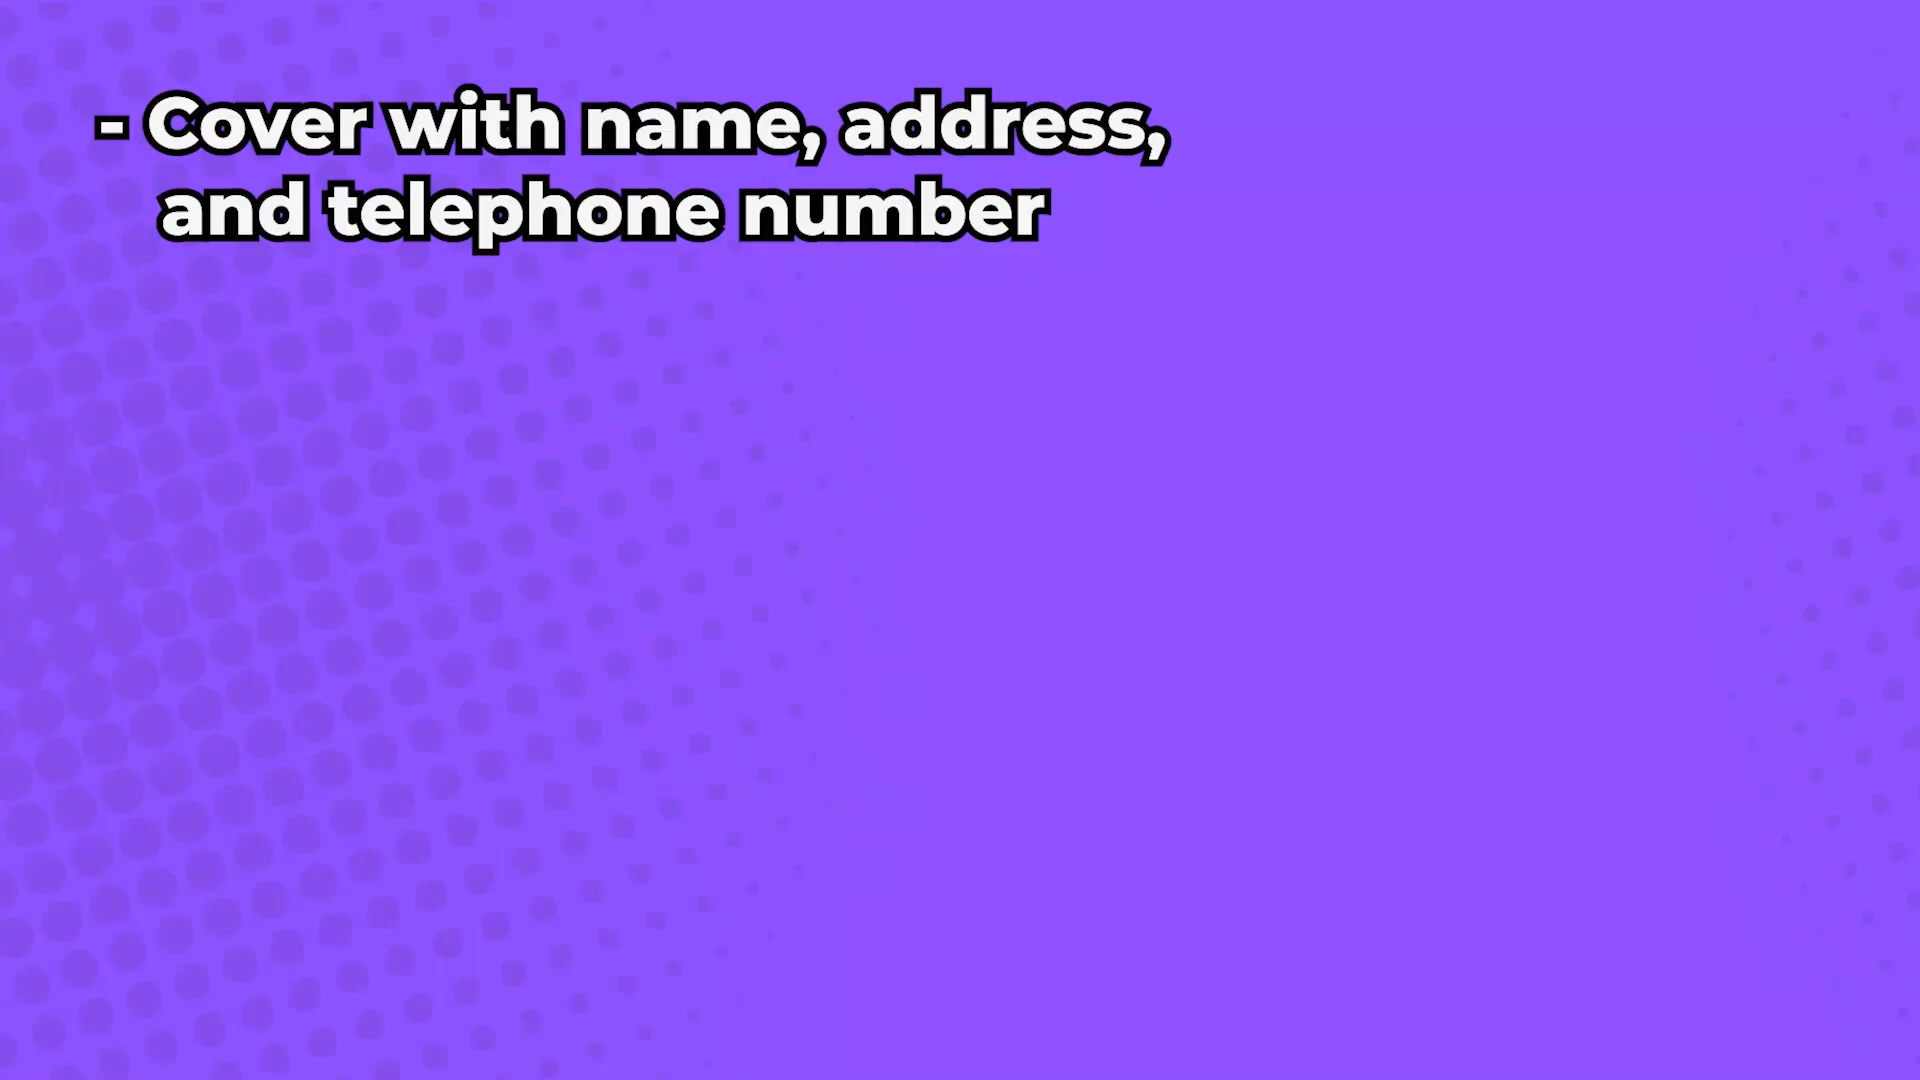 - Cover with name, address,
and telephone number